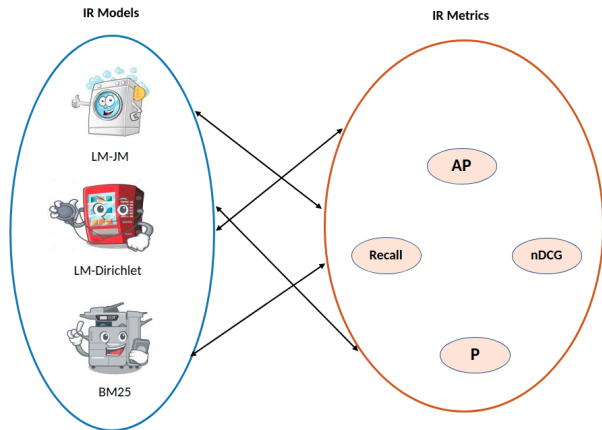 IR Models
IR Metrics
LM-JM
AP
LM-Dirichlet
Recall
nDCG
P
BM25